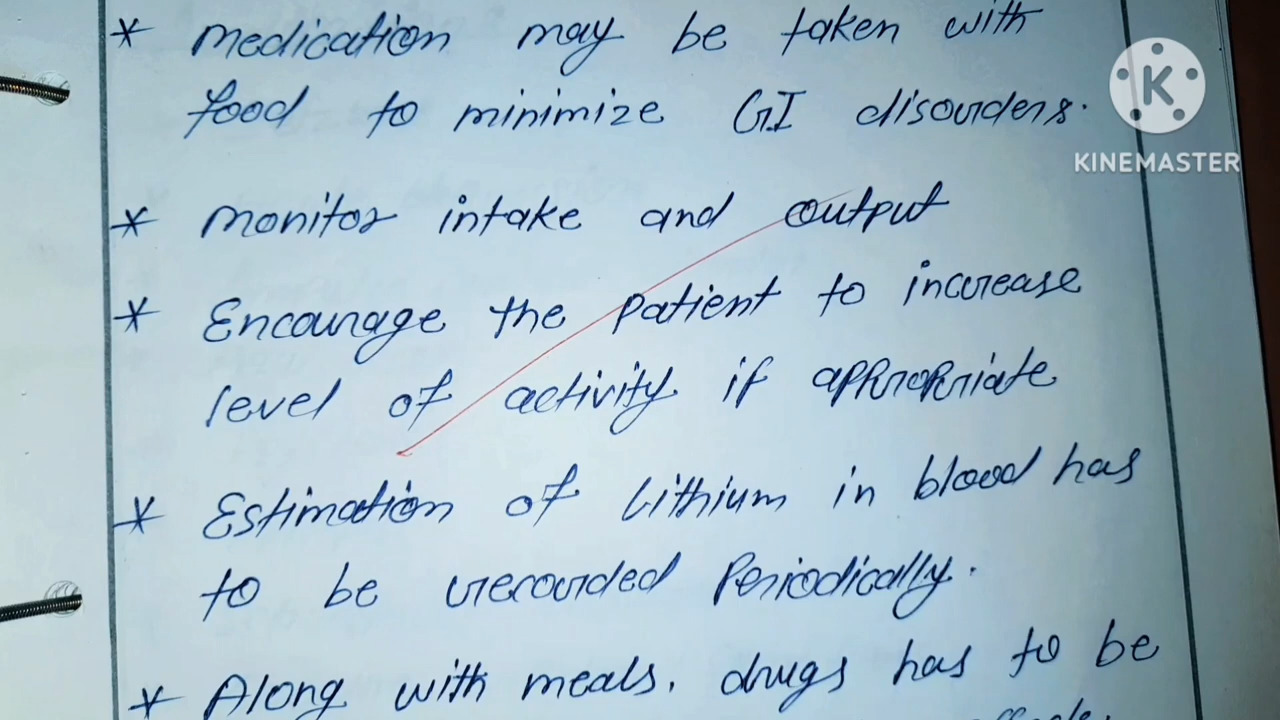 * Medication may be taken with
food to minimize GI disorders.
* Monitor intake and output
* Encourage the patient to increase
level of activity if appropriate
* Estimation of Lithium in blood has
to be recorded Periodically.
* Along with meals. drugs has to be
K
KINEMASTER